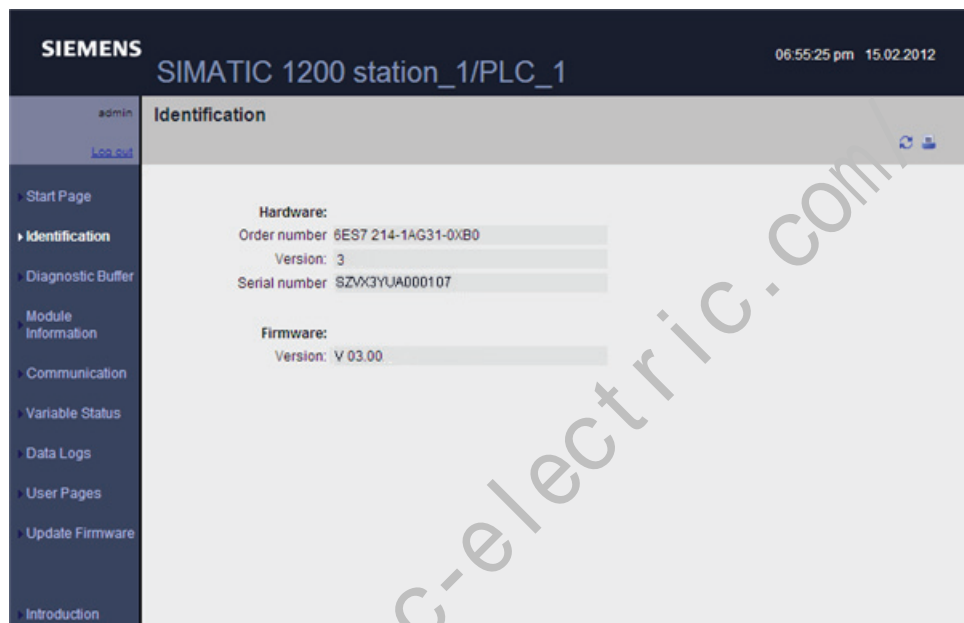 SIEMENS
SIMATIC 1200 station_1/PLC_1
06:55:25 pm 15.02.2012
admin
Log out
Identification
Start Page
Identification
Diagnostic Buffer
Module
Information
Communication
Variable Status
Data Logs
User Pages
Update Firmware
Introduction
Hardware:
Order number 6ES7 214-1AG31-0XB0
Version: 3
Serial number SZVX3YUA000107
Firmware:
Version: V 03.00
c-electric.com/